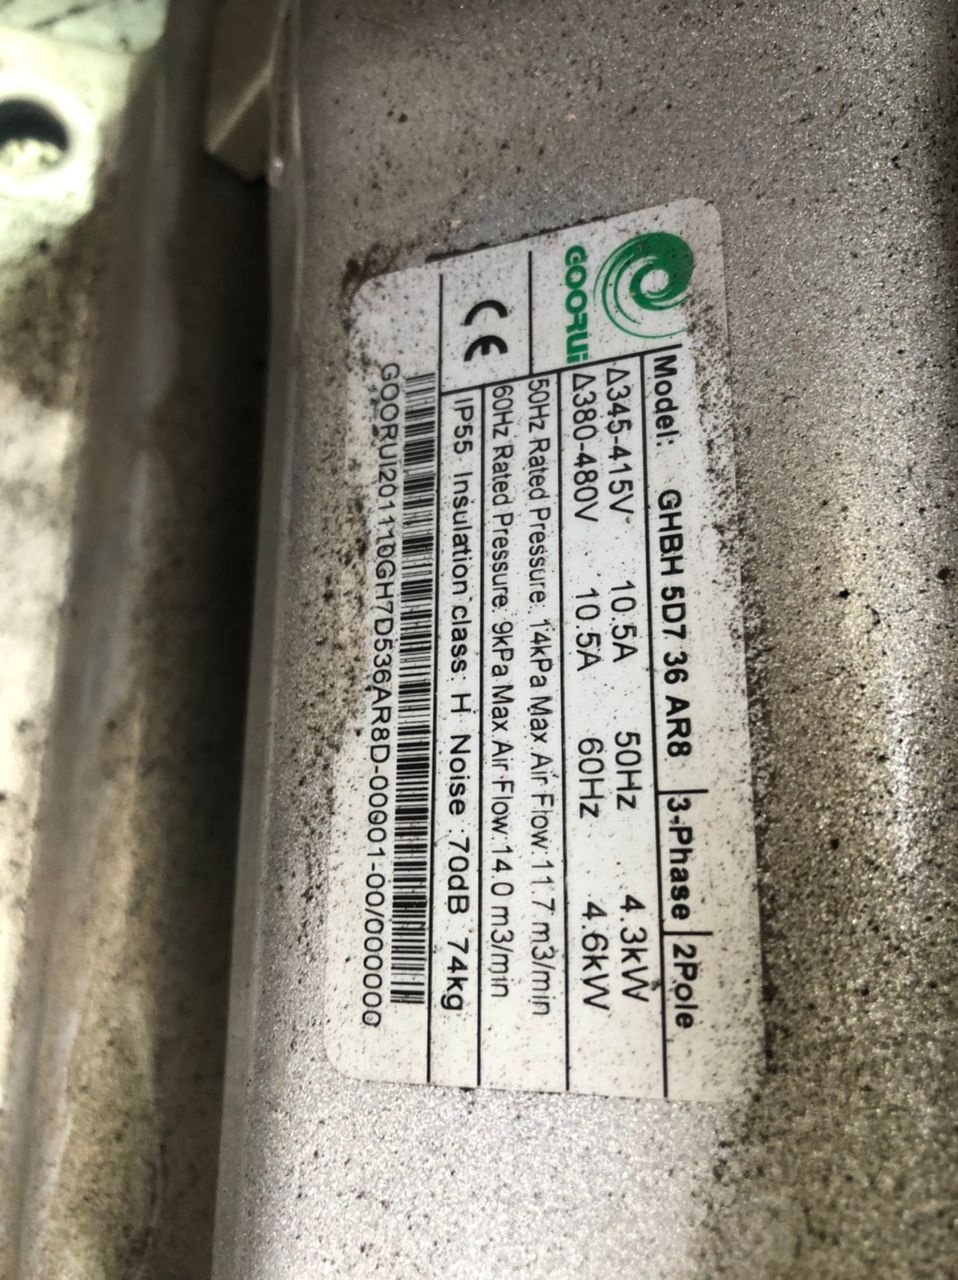 GOORUi
Model: GHBH 5D7 36 AR8 3-Phase 2Pole
Δ345-415V 10.5A 50Hz 4.3kW
Δ380-480V 10.5A 60Hz 4.6kW
50Hz Rated Pressure: 14kPa Max Air Flow:11.7 m3/min
60Hz Rated Pressure: 9kPa Max Air Flow:14.0 m3/min
CE
IP55 Insulation class: H Noise :70dB 74kg
GOORUI201110GH7D536AR8D-00001-00/000000